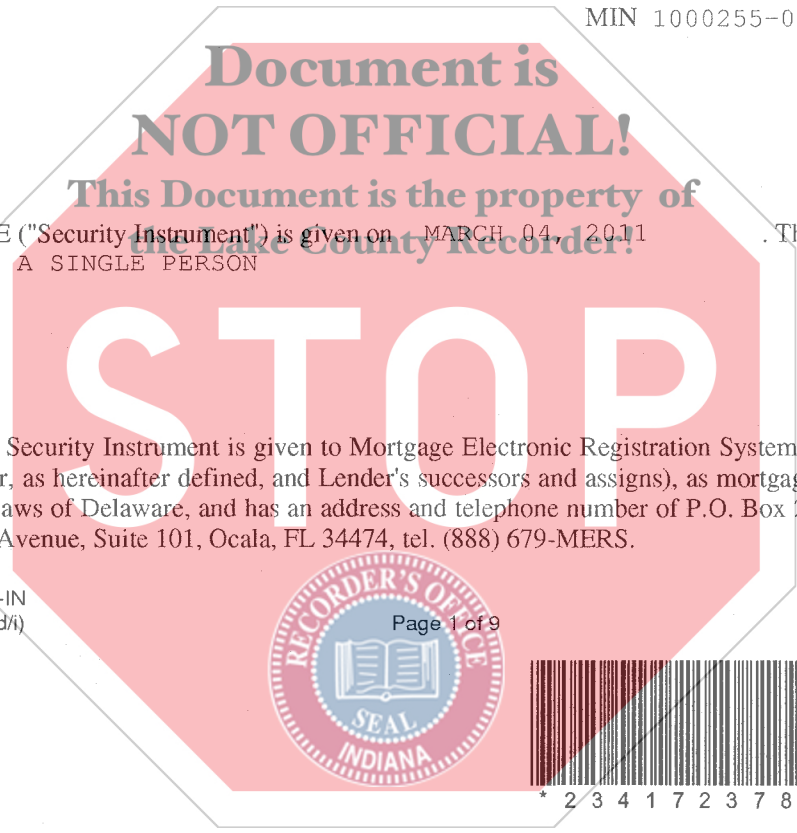 MIN 1000255-0
Document is
NOT OFFICIAL!
This Document is the property of
the Lake County Recorder!
E ("Security Instrument") is given on MARCH 04, 2011 . Th
A SINGLE PERSON
STOP
Security Instrument is given to Mortgage Electronic Registration System
r, as hereinafter defined, and Lender's successors and assigns), as mortgag
aws of Delaware, and has an address and telephone number of P.O. Box 2
Avenue, Suite 101, Ocala, FL 34474, tel. (888) 679-MERS.
-IN
d/i)
Page 1 of 9
RECORDER'S OFFICE
SEAL
INDIANA
* 2 3 4 1 7 2 3 7 8